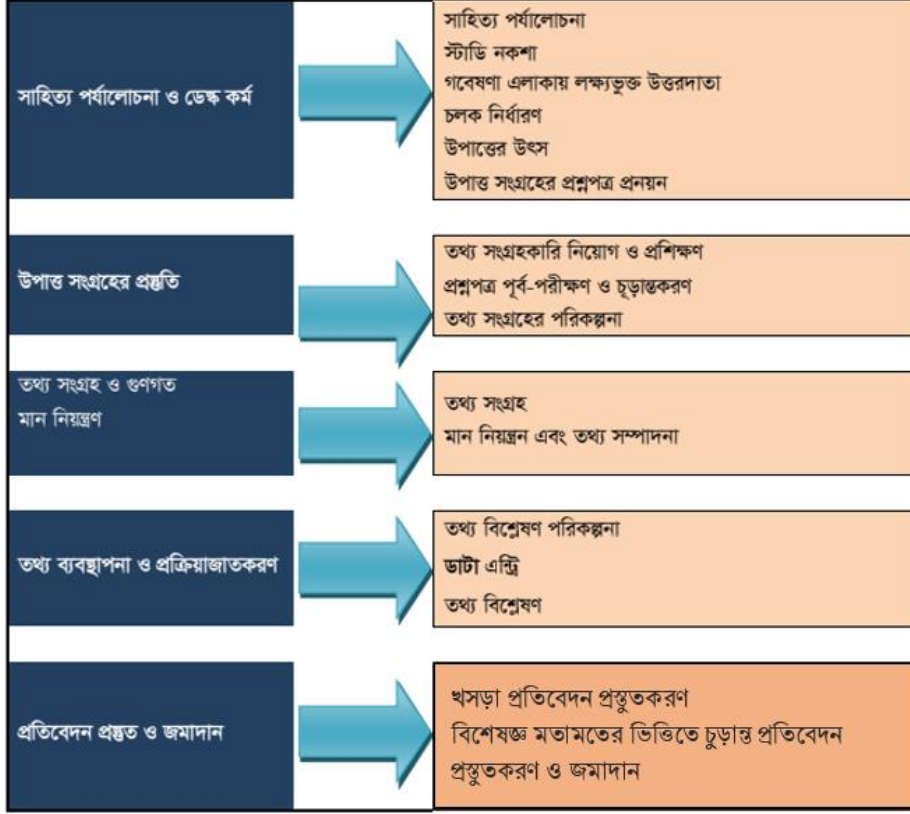 সাহিত্য পর্যালোচনা ও ডেস্ক কর্ম
সাহিত্য পর্যালোচনা
স্টাডি নকশা
গবেষণা এলাকায় লক্ষ্যভুক্ত উত্তরদাতা
চলক নির্ধারণ
উপাত্তের উৎস
উপাত্ত সংগ্রহের প্রশ্নপত্র প্রনয়ন
উপাত্ত সংগ্রহের প্রস্তুতি
তথ্য সংগ্রহকারি নিয়োগ ও প্রশিক্ষণ
প্রশ্নপত্র পূর্ব-পরীক্ষণ ও চূড়ান্তকরণ
তথ্য সংগ্রহের পরিকল্পনা
তথ্য সংগ্রহ ও গুণগত
মান নিয়ন্ত্রণ
তথ্য সংগ্রহ
মান নিয়ন্ত্রন এবং তথ্য সম্পাদনা
তথ্য ব্যবস্থাপনা ও প্রক্রিয়াজাতকরণ
তথ্য বিশ্লেষণ পরিকল্পনা
ডাটা এন্ট্রি
তথ্য বিশ্লেষণ
প্রতিবেদন প্রস্তুত ও জমাদান
খসড়া প্রতিবেদন প্রস্তুতকরণ
বিশেষজ্ঞ মতামতের ভিত্তিতে চুড়ান্ত প্রতিবেদন
প্রস্তুতকরণ ও জমাদান